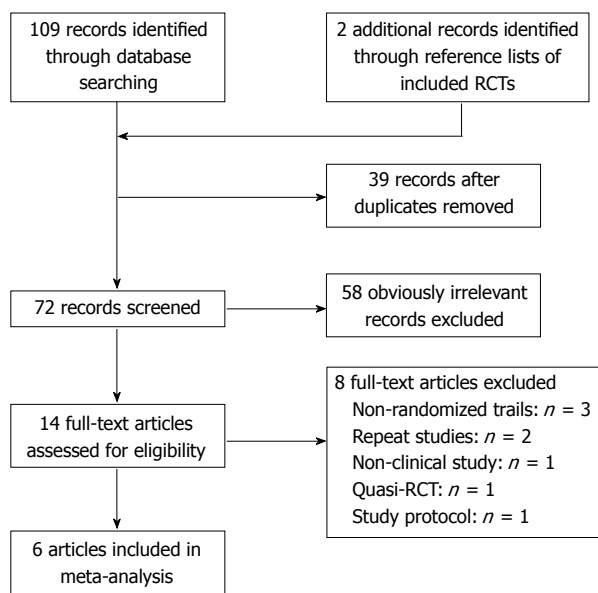 109 records identified
through database
searching
2 additional records identified
through reference lists of
included RCTs
39 records after
duplicates removed
72 records screened
58 obviously irrelevant
records excluded
14 full-text articles
assessed for eligibility
8 full-text articles excluded
Non-randomized trails: n = 3
Repeat studies: n = 2
Non-clinical study: n = 1
Quasi-RCT: n = 1
Study protocol: n = 1
6 articles included in
meta-analysis